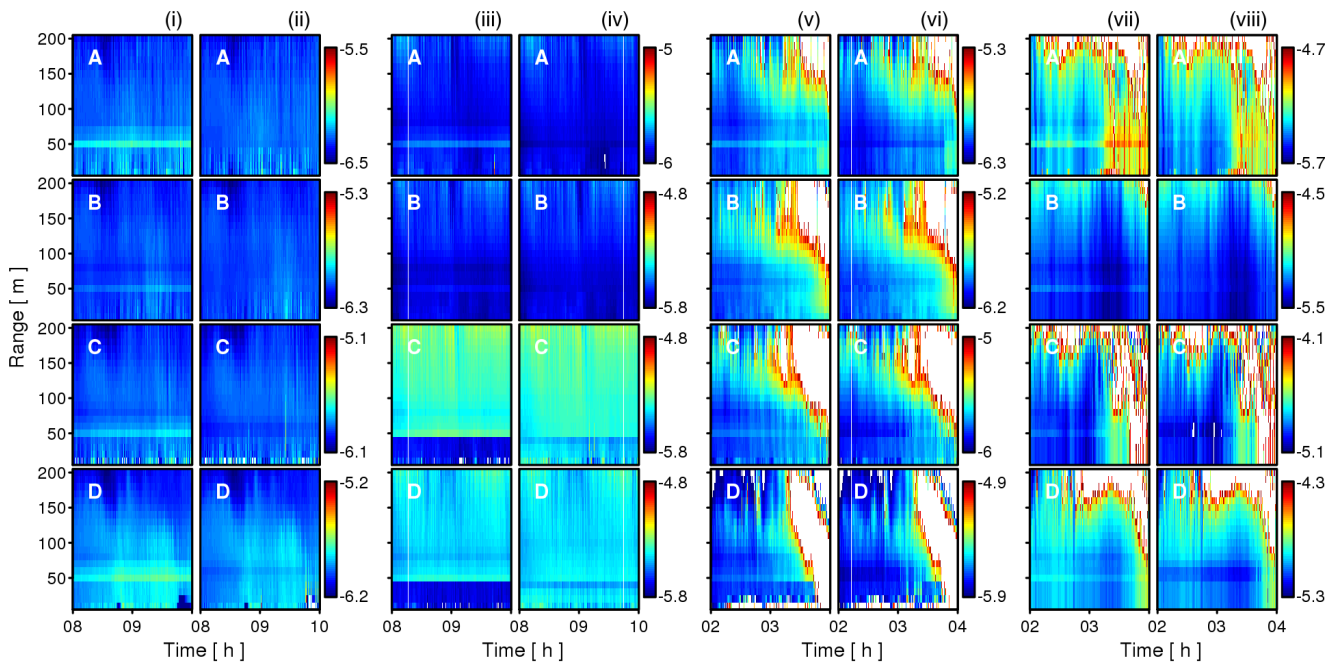 (i) (ii) (iii) (iv) (v) (vi) (vii) (viii)
200 A A -5.5 A A -5 A A -5.3 A A -4.7
150
100
50 -6.5 -6 -6.3 -5.7
200 B B -5.3 B B -4.8 B B -5.2 B B -4.5
150
100
50 -6.3 -5.8 -6.2 -5.5
200 C C -5.1 C C -4.8 C C -5 C C -4.1
150
100
50 -6.1 -5.8 -6 -5.1
200 D D -5.2 D D -4.8 D D -4.9 D D -4.3
150
100
50 -6.2 -5.8 -5.9 -5.3
Range [ m ]
08 09 08 09 10 08 09 08 09 10 02 03 02 03 04 02 03 02 03 04
Time [ h ] Time [ h ] Time [ h ] Time [ h ]